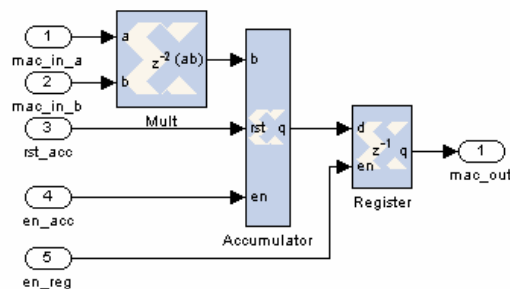 1
mac_in_a
2
mac_in_b
3
rst_acc
4
en_acc
5
en_reg
a
b
z⁻² (ab)
Mult
b
rst
q
en
Accumulator
d
en
z⁻¹
q
Register
1
mac_out